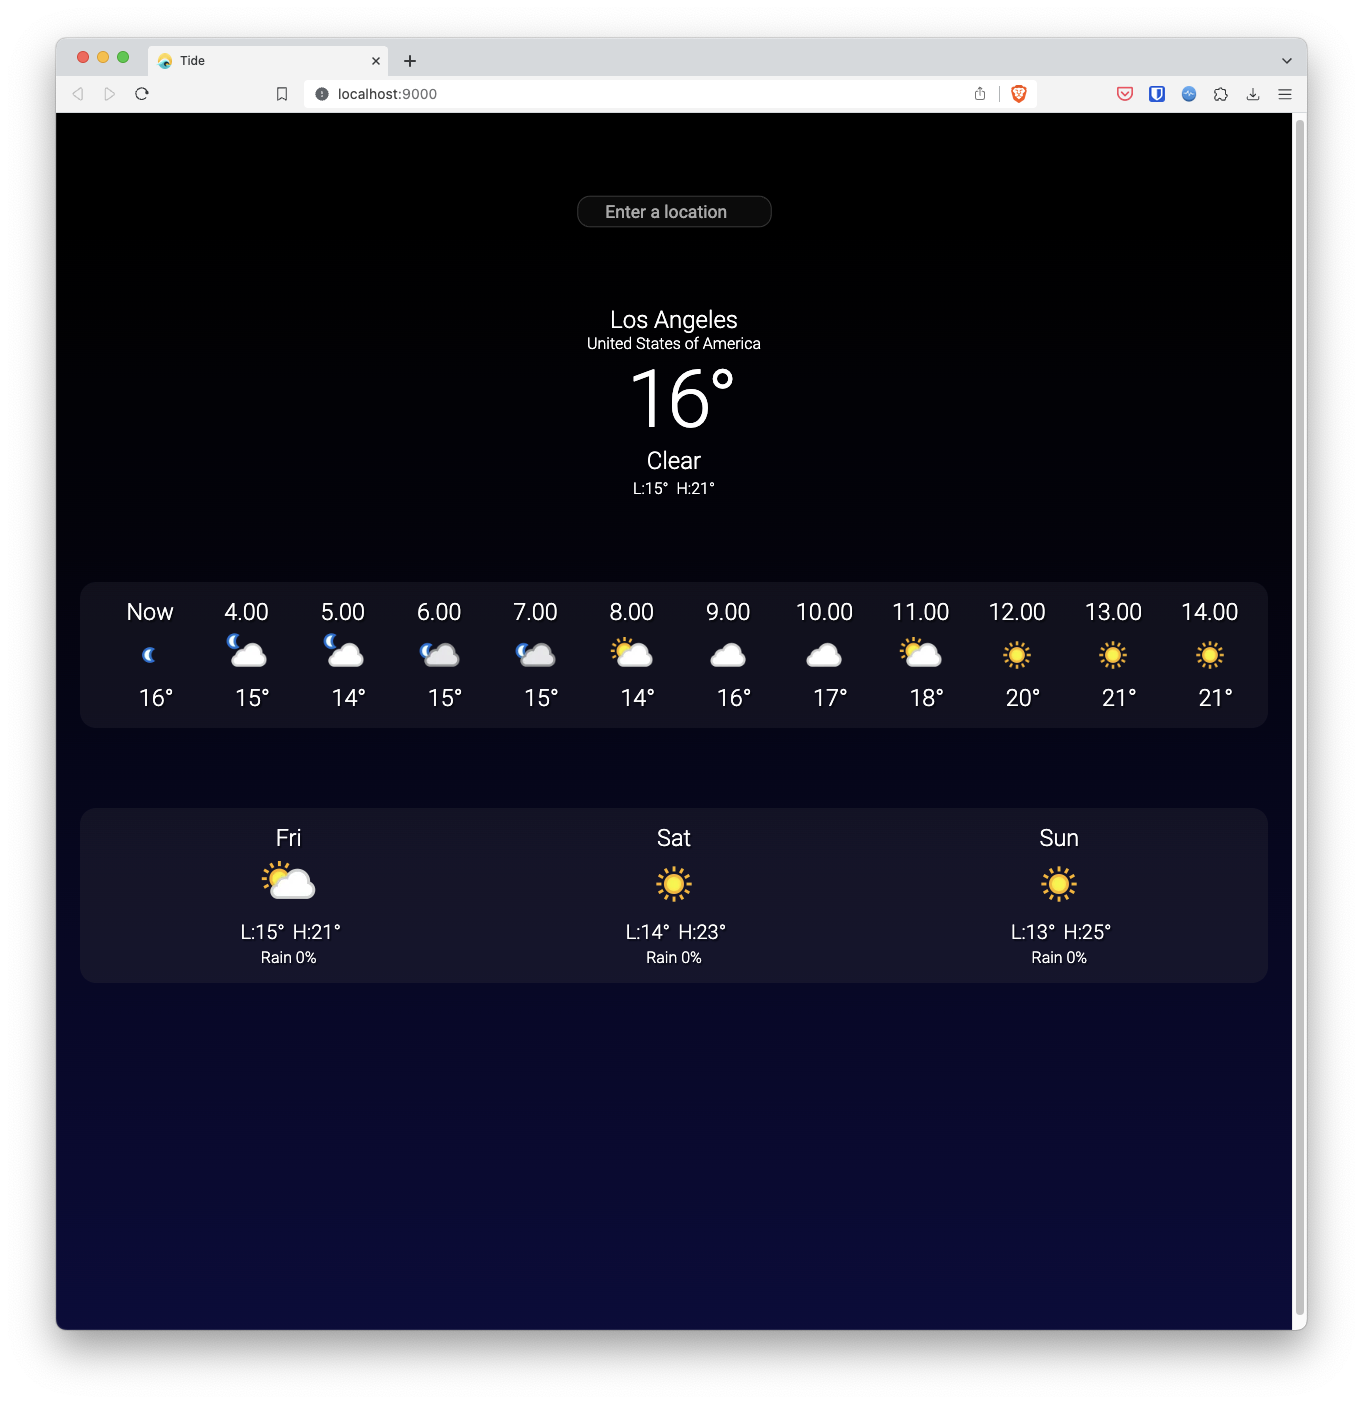 Tide
localhost:9000
Enter a location
Los Angeles
United States of America
16°
Clear
L:15° H:21°
Now 4.00 5.00 6.00 7.00 8.00 9.00 10.00 11.00 12.00 13.00 14.00
16° 15° 14° 15° 15° 14° 16° 17° 18° 20° 21° 21°
Fri Sat Sun
L:15° H:21° L:14° H:23° L:13° H:25°
Rain 0% Rain 0% Rain 0%